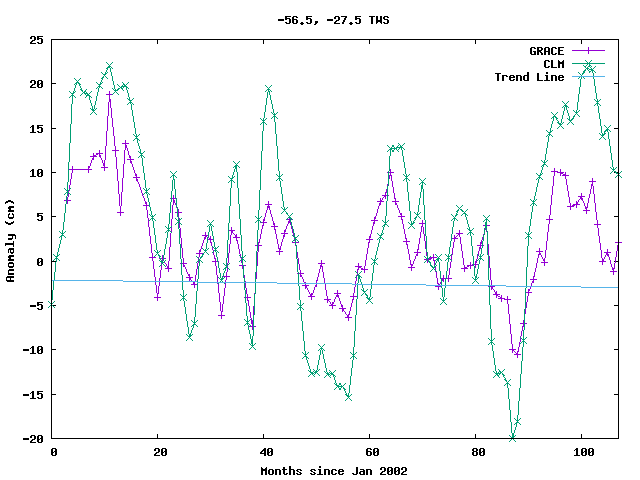 -56.5, -27.5 TWS
GRACE
CLM
Trend Line
Anomaly (cm)
25
20
15
10
5
0
-5
-10
-15
-20
0 20 40 60 80 100
Months since Jan 2002